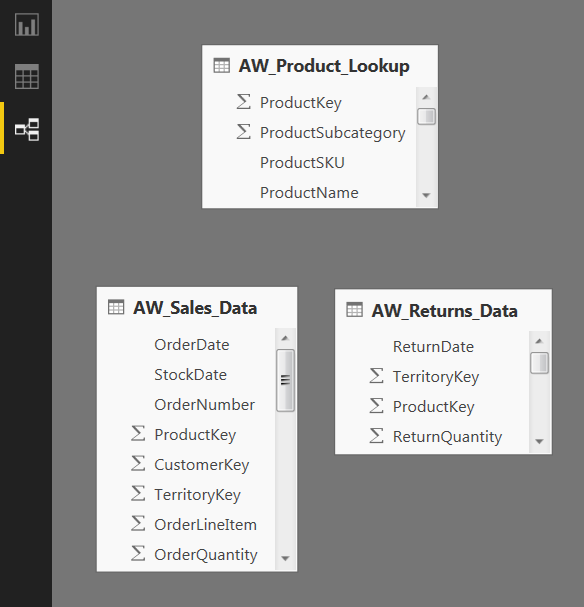 AW_Product_Lookup
Σ ProductKey
Σ ProductSubcategory
ProductSKU
ProductName
AW_Sales_Data
OrderDate
StockDate
OrderNumber
Σ ProductKey
Σ CustomerKey
Σ TerritoryKey
Σ OrderLineItem
Σ OrderQuantity
AW_Returns_Data
ReturnDate
Σ TerritoryKey
Σ ProductKey
Σ ReturnQuantity